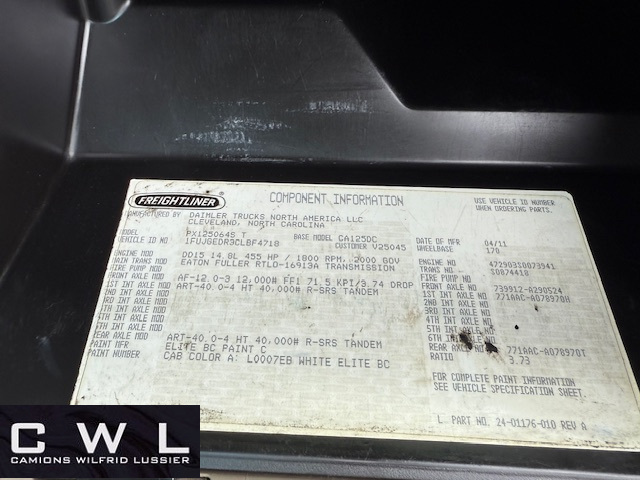 FREIGHTLINER
COMPONENT INFORMATION
USE VEHICLE ID NUMBER
WHEN ORDERING PARTS.
MANUFACTURED BY DAIMLER TRUCKS NORTH AMERICA LLC
CLEVELAND, NORTH CAROLINA
MODEL PX125064S T BASE MODEL CA125DC DATE OF MFR 04/11
VEHICLE ID NO 1FUJGEDR3CLBF4718 CUSTOMER V25045 WHEELBASE 170
ENGINE MOD DD15 14.8L 455 HP / 1800 RPM, 2000 GOV ENGINE NO 472903S0073941
MAIN TRANS MOD EATON FULLER RTLO-16913A TRANSMISSION TRANS NO S0874418
FIRE PUMP MOD FIRE PUMP NO
FRONT AXLE MOD AF-12.0-3 12,000# FF1 71.5 KPI/3.74 DROP FRONT AXLE NO 739912-A290524
1ST INT AXLE MOD ART-40.0-4 HT 40,000# R-SRS TANDEM 1ST INT AXLE NO 771AAC-A078970H
2ND INT AXLE MOD 2ND INT AXLE NO
3RD INT AXLE MOD 3RD INT AXLE NO
4TH INT AXLE MOD 4TH INT AXLE NO
5TH INT AXLE MOD 5TH INT AXLE NO
6TH INT AXLE MOD 6TH INT AXLE NO
REAR AXLE MOD ART-40.0-4 HT 40,000# R-SRS TANDEM REAR AXLE NO 771AAC-A078970T
PAINT MFR ELITE BC PAINT C RATIO 3.73
PAINT NUMBER CAB COLOR A: L0007EB WHITE ELITE BC
FOR COMPLETE PAINT INFORMATION
SEE VEHICLE SPECIFICATION SHEET.
L PART NO. 24-01176-010 REV A
CWL
CAMIONS WILFRID LUSSIER